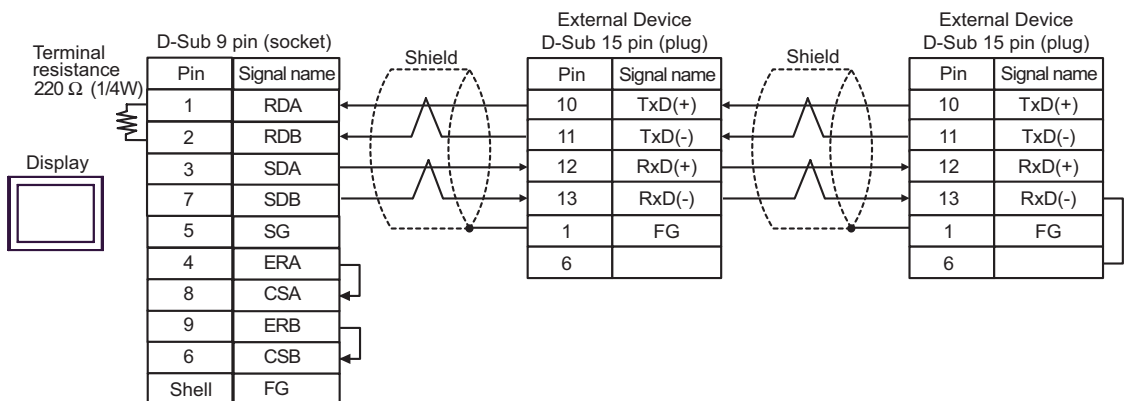 Terminal
resistance
220 Ω (1/4W)
Display
D-Sub 9 pin (socket)
Pin Signal name
1 RDA
2 RDB
3 SDA
7 SDB
5 SG
4 ERA
8 CSA
9 ERB
6 CSB
Shell FG
Shield
External Device
D-Sub 15 pin (plug)
Pin Signal name
10 TxD(+)
11 TxD(-)
12 RxD(+)
13 RxD(-)
1 FG
6
Shield
External Device
D-Sub 15 pin (plug)
Pin Signal name
10 TxD(+)
11 TxD(-)
12 RxD(+)
13 RxD(-)
1 FG
6